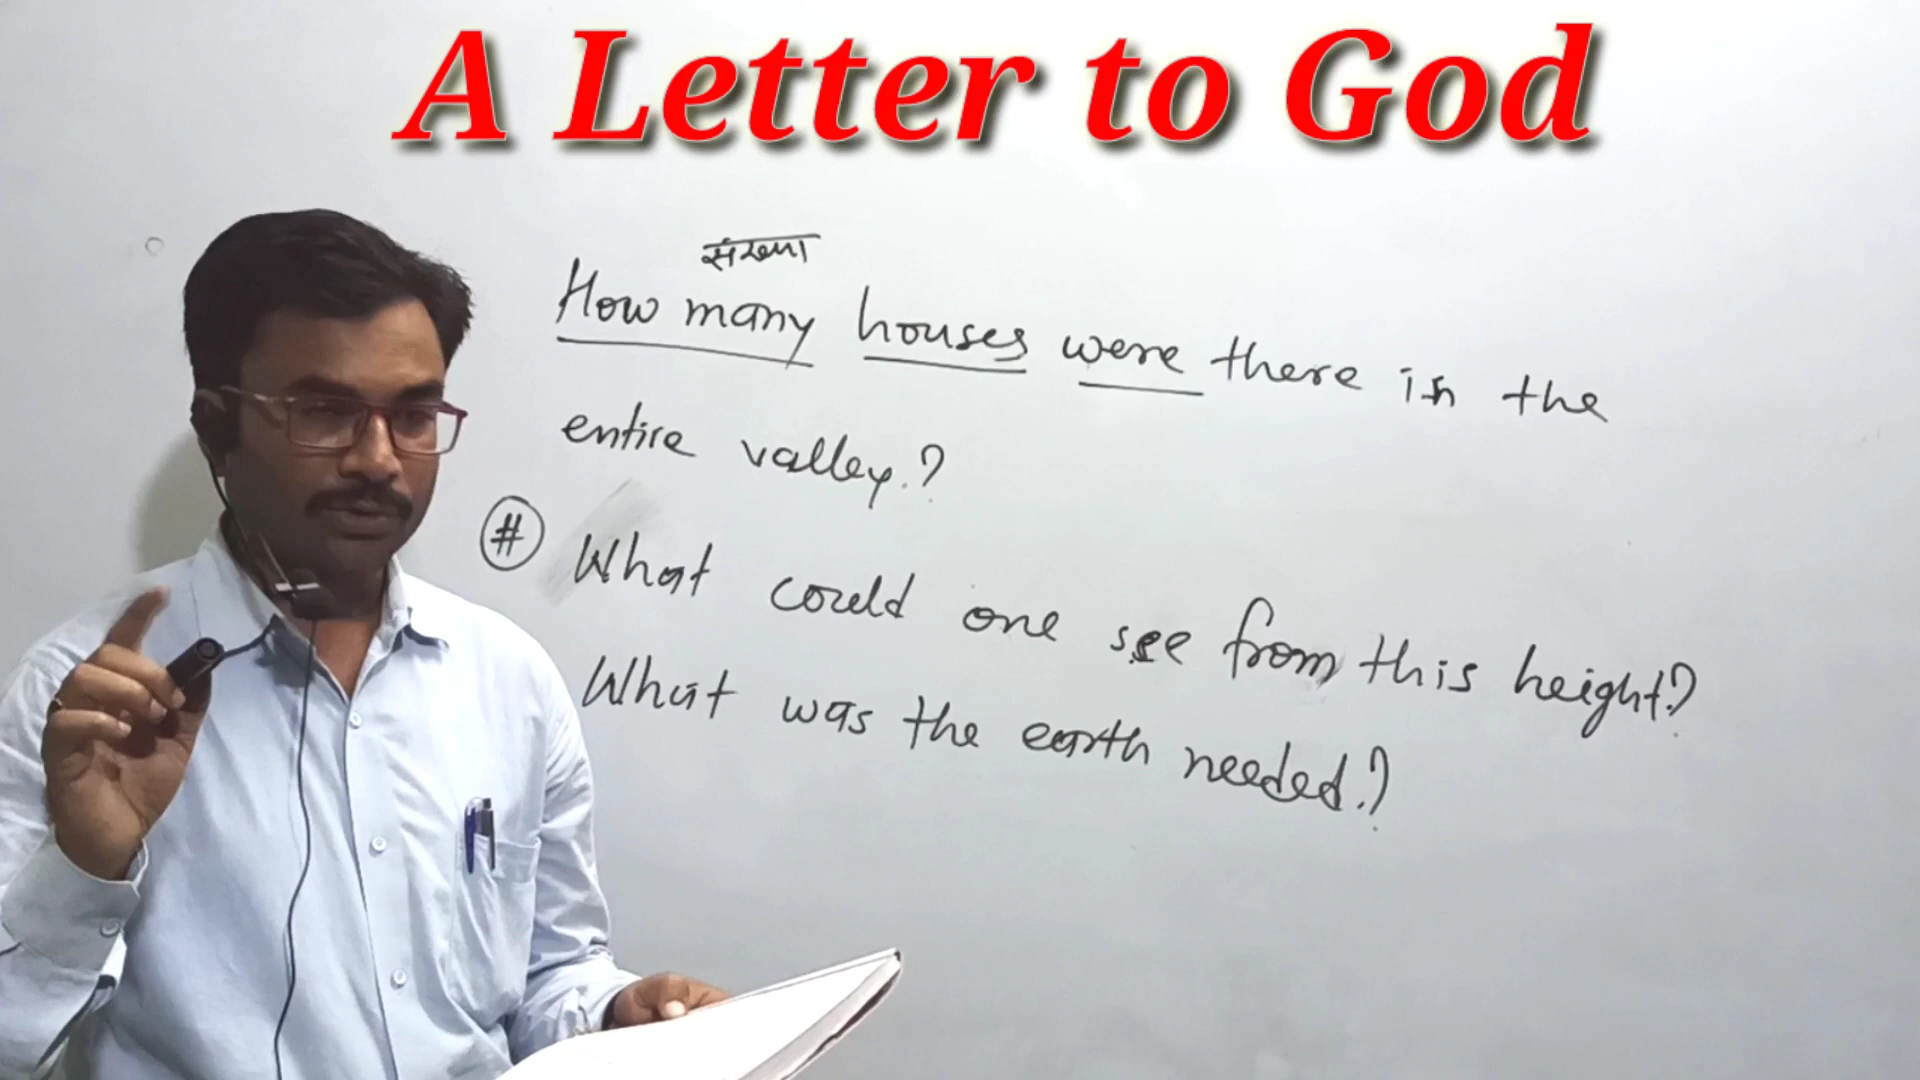 A Letter to God
संख्या
How many houses were there in the
entire valley.?
# What could one see from this height?
What was the earth needed.?